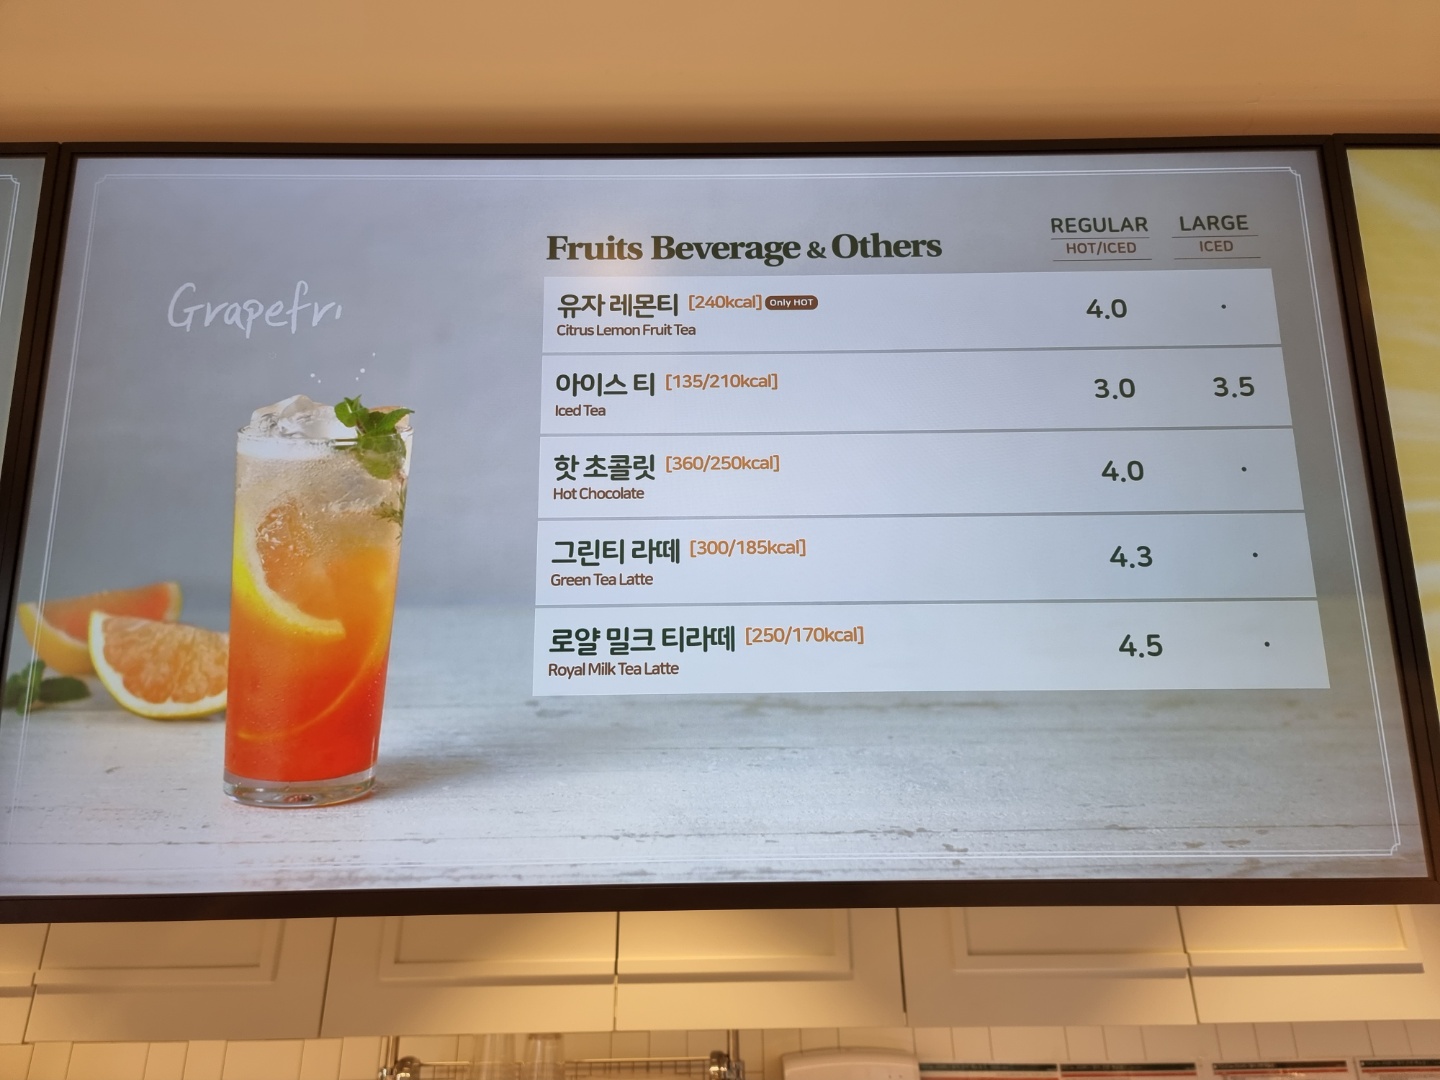 Grapefr
Fruits Beverage & Others
REGULAR
HOT/ICED
LARGE
ICED
유자 레몬티 [240kcal] Only HOT 4.0 ·
Citrus Lemon Fruit Tea
아이스 티 [135/210kcal] 3.0 3.5
Iced Tea
핫 초콜릿 [360/250kcal] 4.0 ·
Hot Chocolate
그린티 라떼 [300/185kcal] 4.3 ·
Green Tea Latte
로얄 밀크 티라떼 [250/170kcal] 4.5 ·
Royal Milk Tea Latte